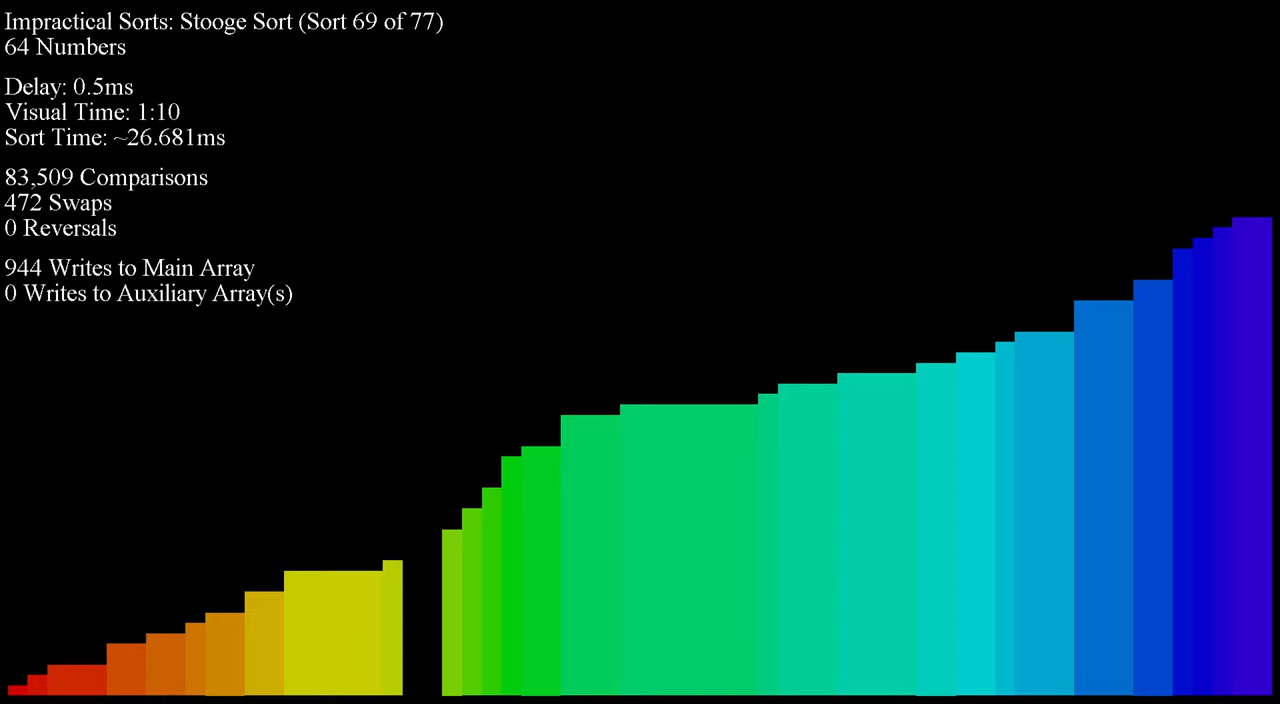 Impractical Sorts: Stooge Sort (Sort 69 of 77)
64 Numbers
Delay: 0.5ms
Visual Time: 1:10
Sort Time: ~26.681ms
83,509 Comparisons
472 Swaps
0 Reversals
944 Writes to Main Array
0 Writes to Auxiliary Array(s)